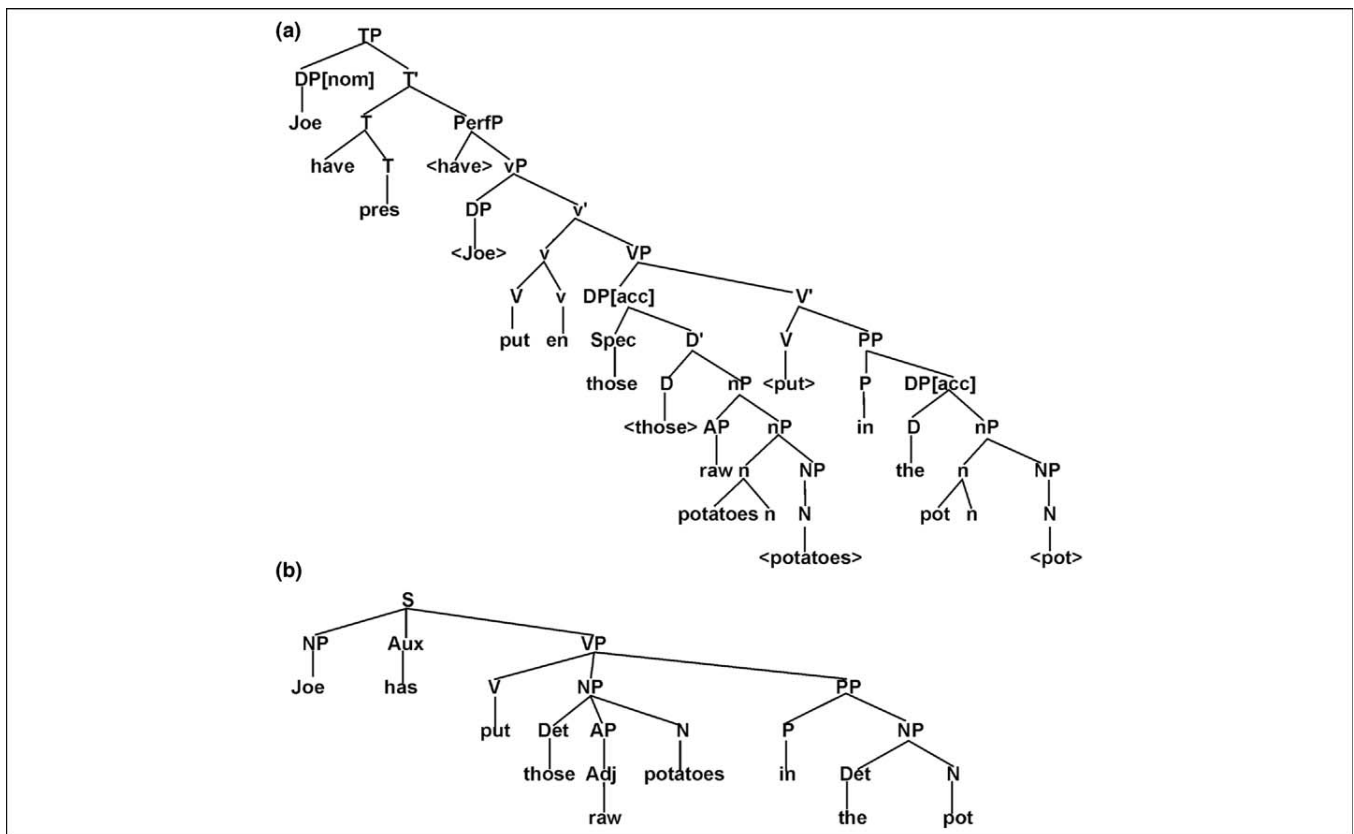 (a)
TP
DP[nom] T'
Joe T PerfP
have T <have> vP
pres DP v'
<Joe> v VP
V v DP[acc] V'
put en Spec D' V PP
those D nP <put> P DP[acc]
<those> AP nP in D nP
raw n NP the n NP
potatoes n N pot n N
<potatoes> <pot>
(b)
S
NP Aux VP
Joe has V NP PP
put Det AP N P NP
those Adj potatoes in Det N
raw the pot